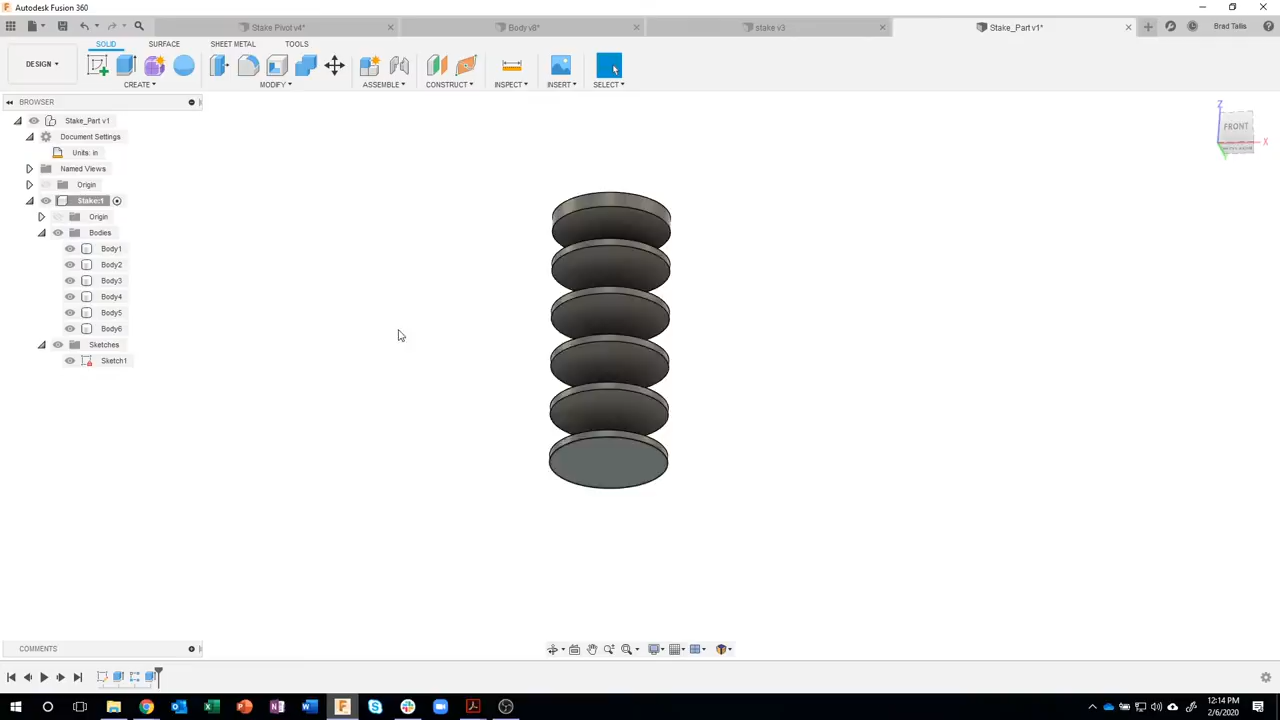 Autodesk Fusion 360
Stake Pivot v4*
Body v8*
stake v3
Stake_Part v1*
Brad Tallis
SOLID
SURFACE
SHEET METAL
TOOLS
DESIGN
CREATE
MODIFY
ASSEMBLE
CONSTRUCT
INSPECT
INSERT
SELECT
BROWSER
Stake_Part v1
Document Settings
Units: in
Named Views
Origin
Stake:1
Origin
Bodies
Body1
Body2
Body3
Body4
Body5
Body6
Sketches
Sketch1
Z
FRONT
X
COMMENTS
12:14 PM
2/6/2020